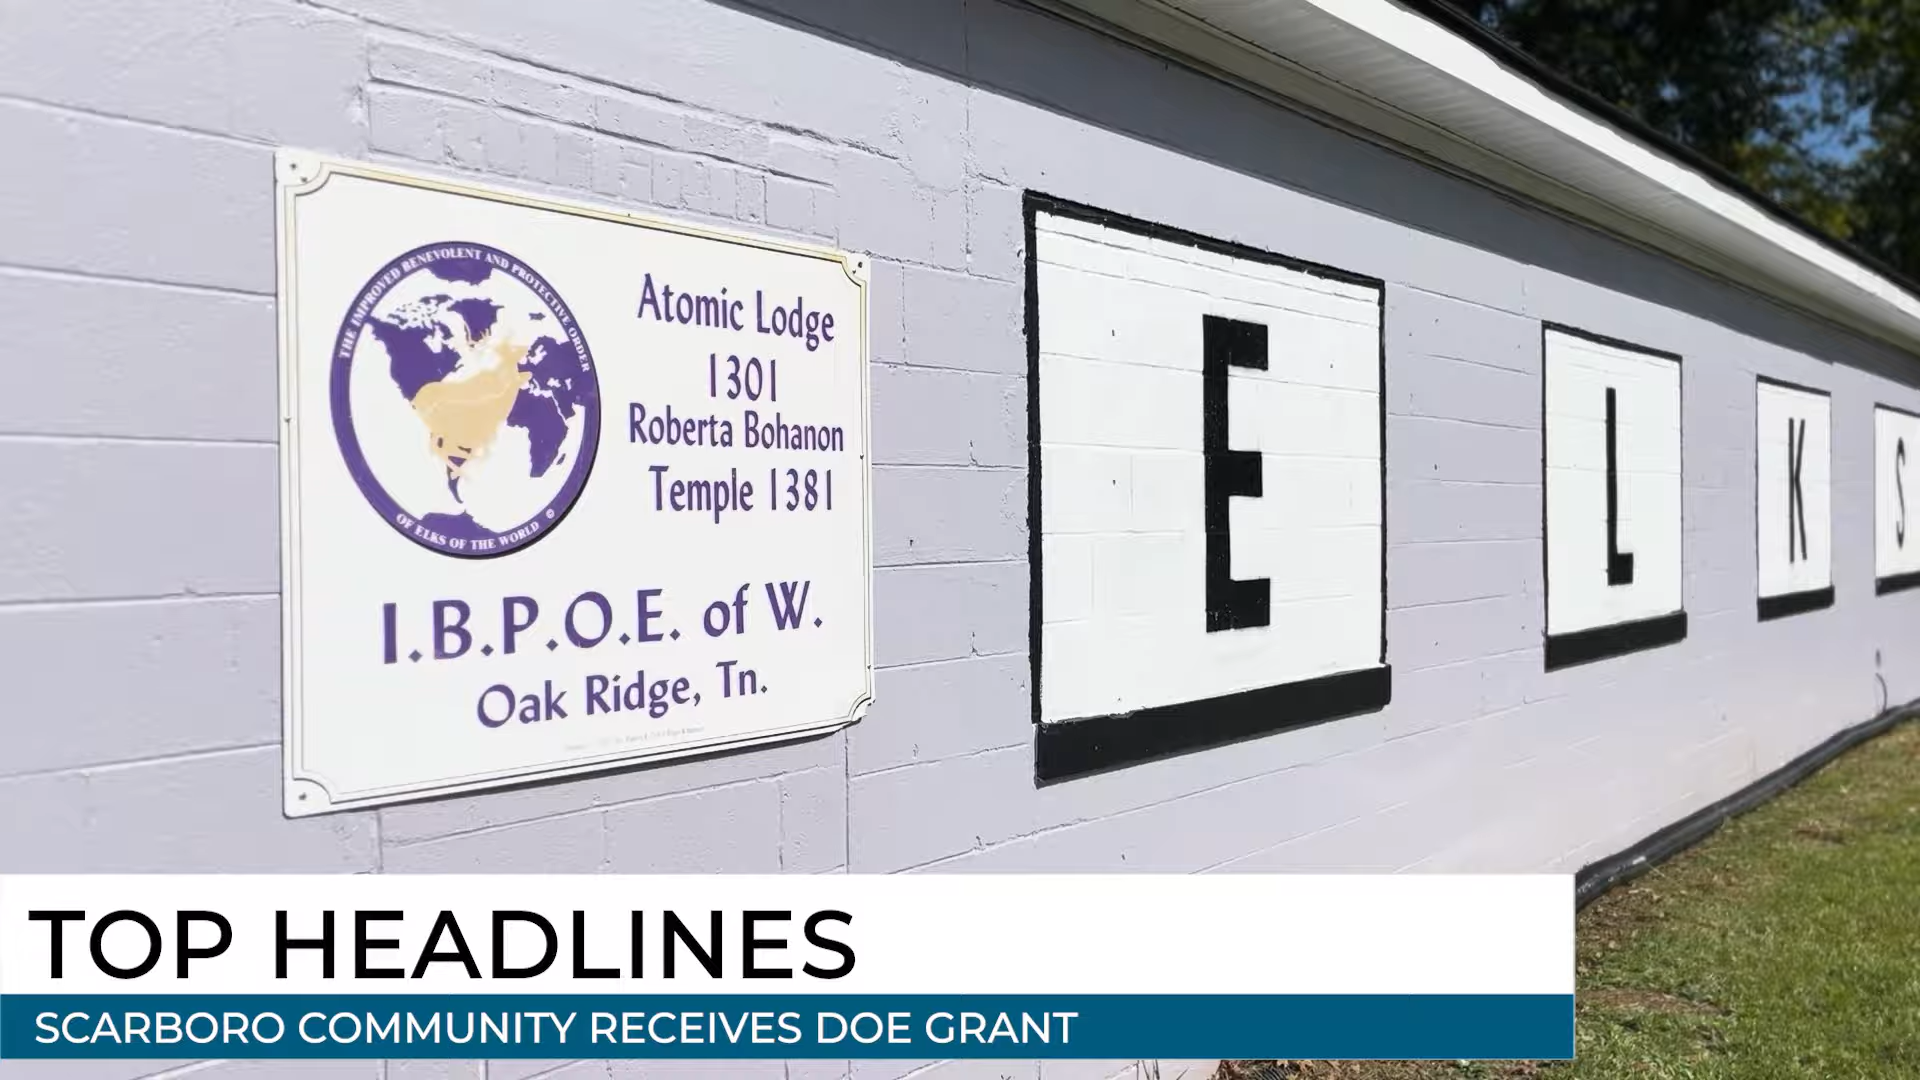 THE IMPROVED BENEVOLENT AND PROTECTIVE ORDER
OF ELKS OF THE WORLD ©
Atomic Lodge
1301
Roberta Bohanon
Temple 1381
I.B.P.O.E. of W.
Oak Ridge, Tn.
E L K S
TOP HEADLINES
SCARBORO COMMUNITY RECEIVES DOE GRANT